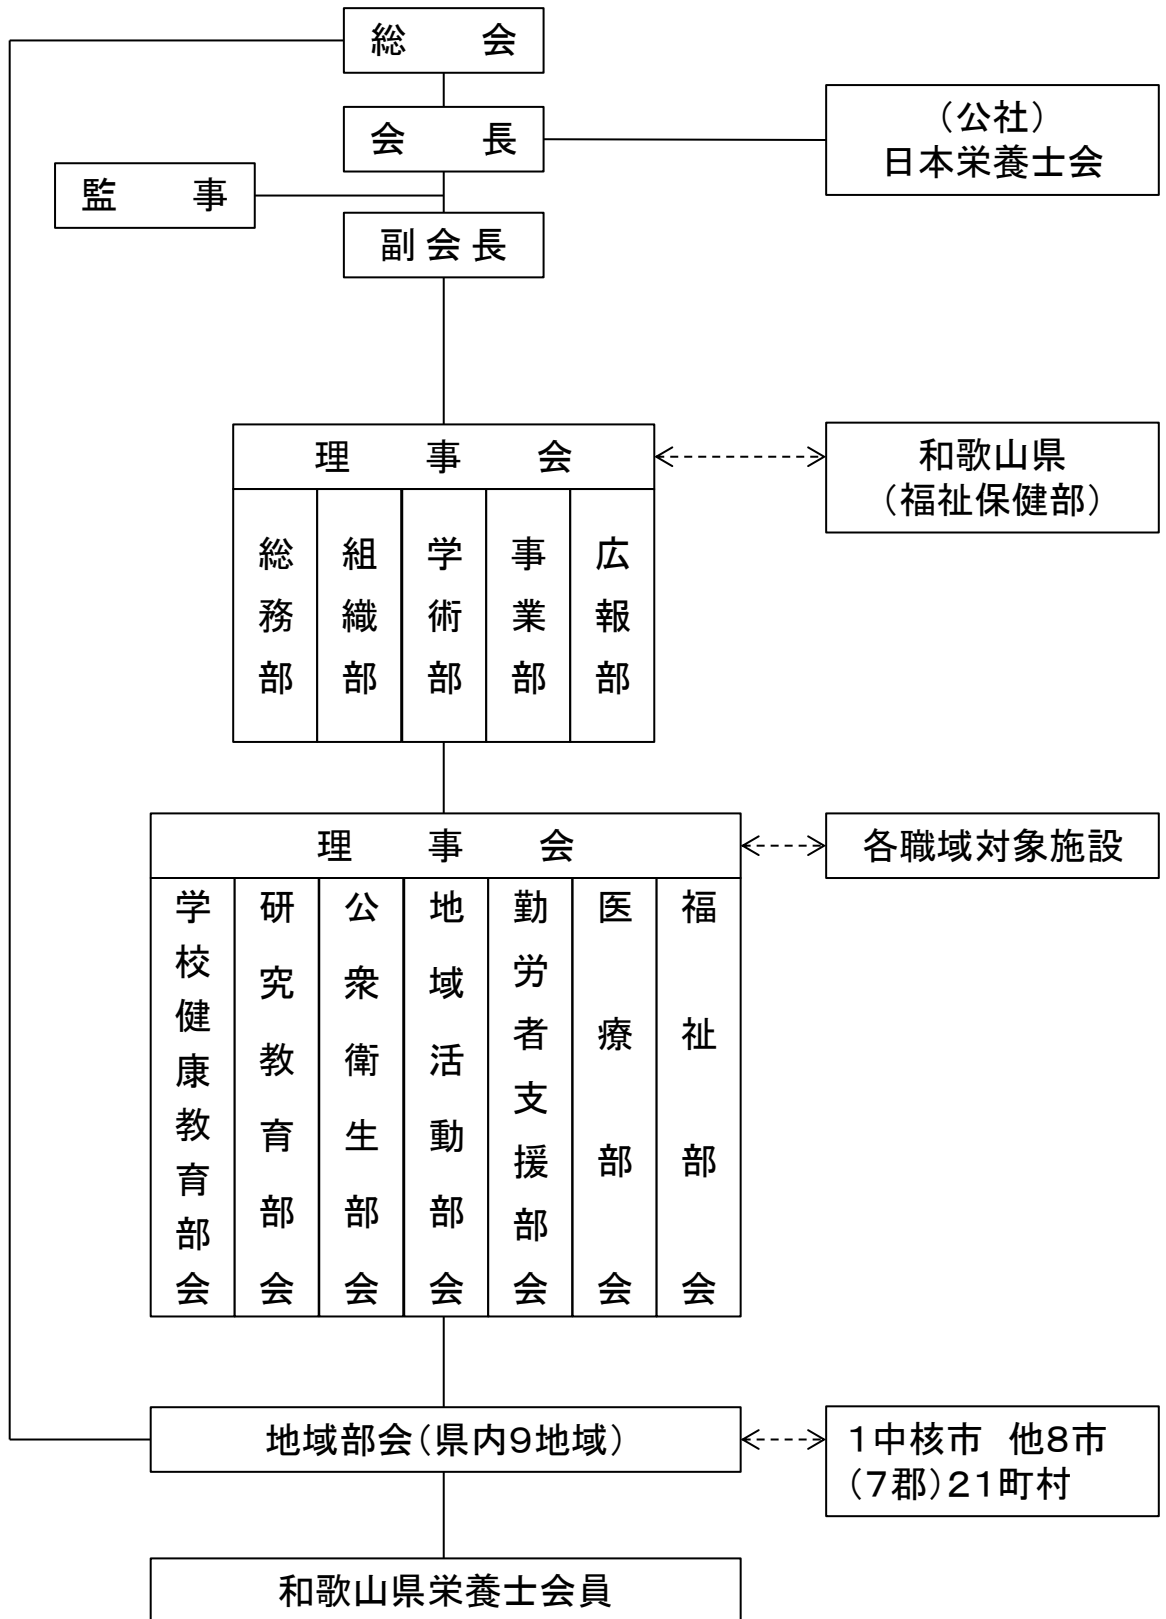 総　会
会　長
（公社）
日本栄養士会
監　事
副会長
理　事　会
和歌山県
（福祉保健部）
総務部
組織部
学術部
事業部
広報部
理　事　会
各職域対象施設
学校健康教育部会
研究教育部会
公衆衛生部会
地域活動部会
勤労者支援部会
医療部会
福祉部会
地域部会（県内9地域）
1中核市　他8市
（7郡）21町村
和歌山県栄養士会員